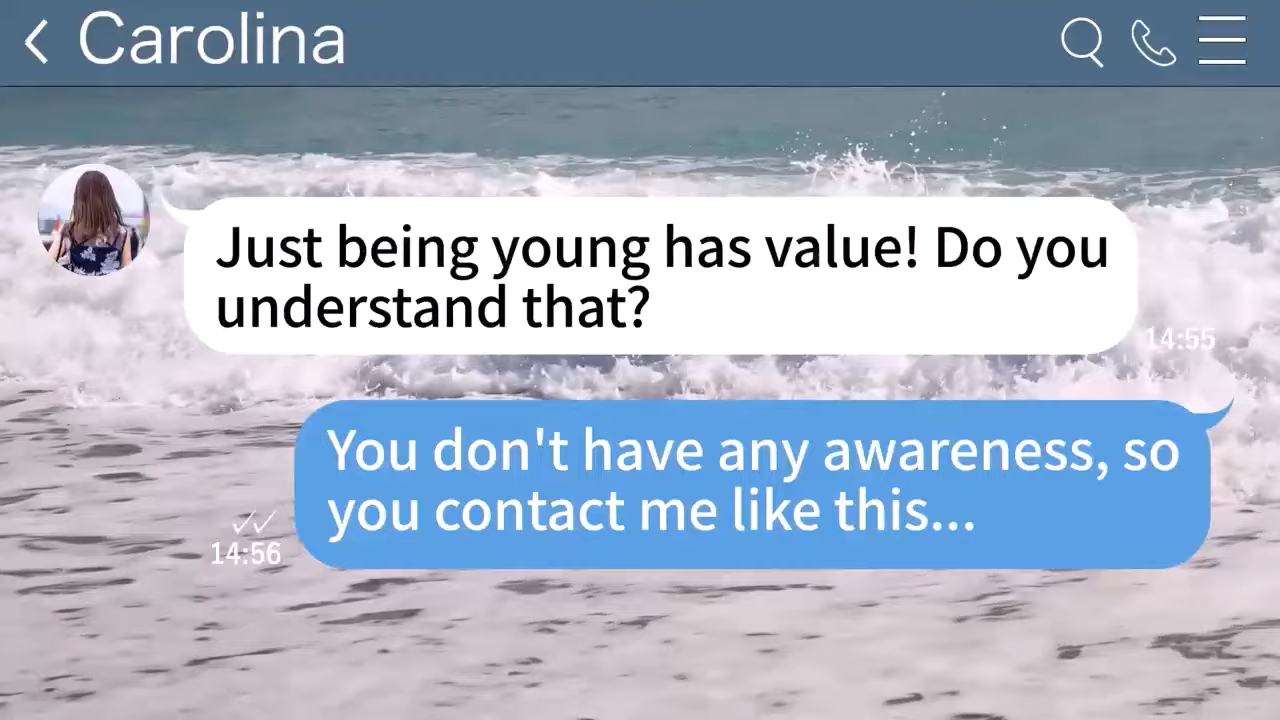 Carolina
Just being young has value! Do you
understand that?
14:55
You don't have any awareness, so
you contact me like this...
14:56